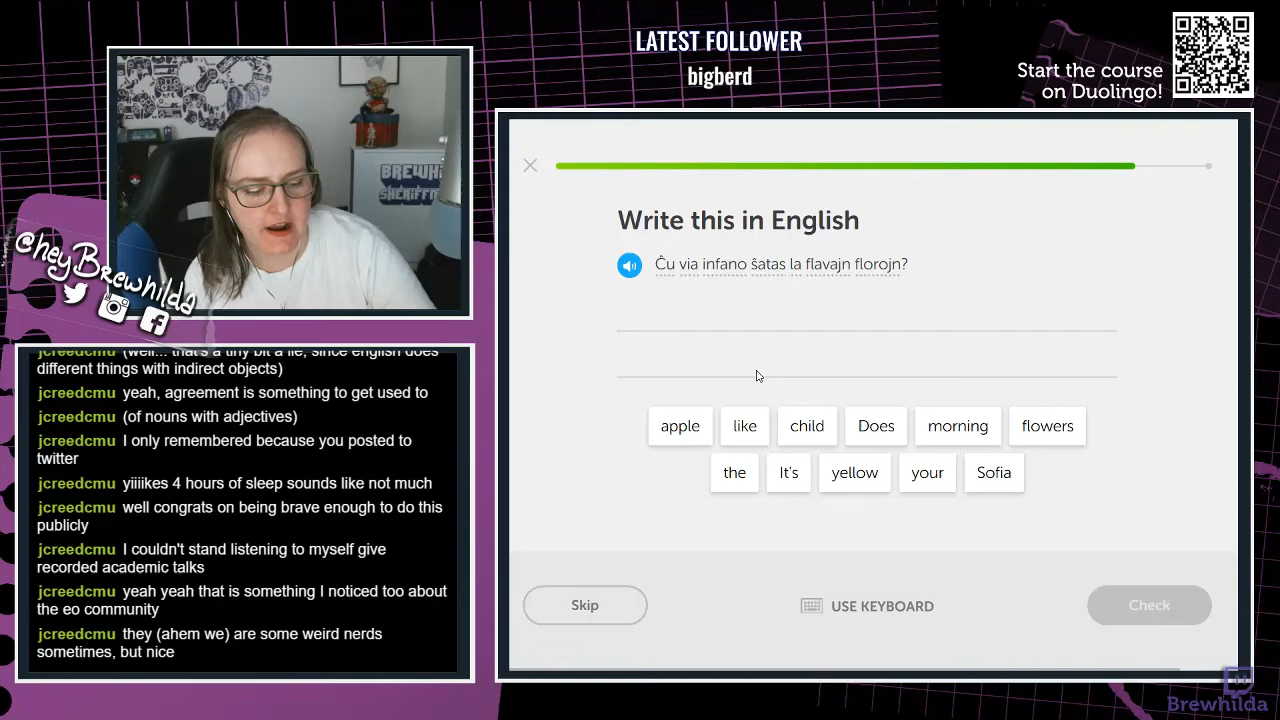 LATEST FOLLOWER
bigberd
Start the course
on Duolingo!
BREWH
SHERIFF
@heyBrewhilda
jcreedcmu (well... that's a tiny bit a lie, since english does
different things with indirect objects)
jcreedcmu yeah, agreement is something to get used to
jcreedcmu (of nouns with adjectives)
jcreedcmu I only remembered because you posted to
twitter
jcreedcmu yiiiikes 4 hours of sleep sounds like not much
jcreedcmu well congrats on being brave enough to do this
publicly
jcreedcmu I couldn't stand listening to myself give
recorded academic talks
jcreedcmu yeah yeah that is something I noticed too about
the eo community
jcreedcmu they (ahem we) are some weird nerds
sometimes, but nice
Write this in English
Ĉu via infano ŝatas la flavajn florojn?
apple like child Does morning flowers
the It's yellow your Sofia
Skip
USE KEYBOARD
Check
Brewhilda